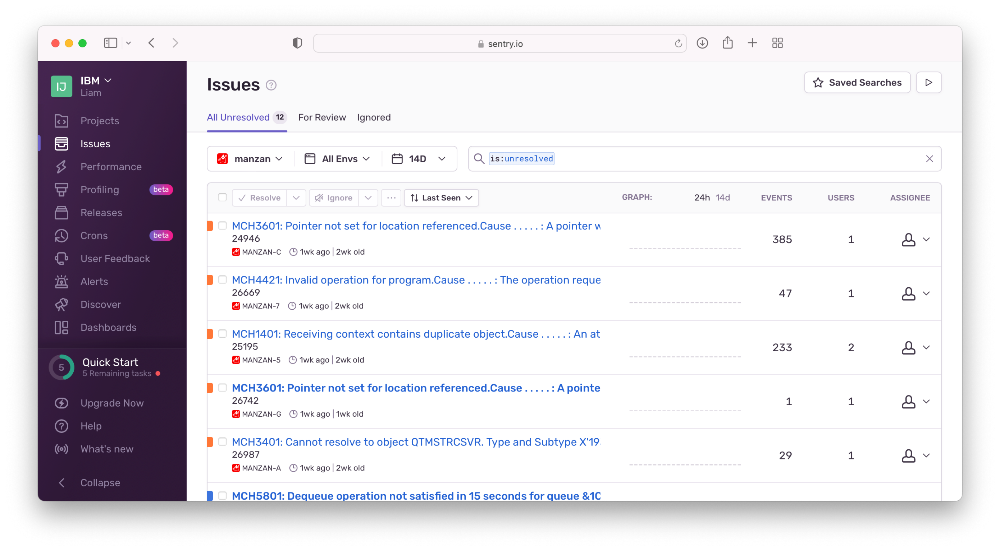 sentry.io
IJ
IBM
Liam
Projects
Issues
Performance
Profiling beta
Releases
Crons beta
User Feedback
Alerts
Discover
Dashboards
5
Quick Start
5 Remaining tasks
Upgrade Now
Help
What's new
Collapse
Issues ?
Saved Searches
All Unresolved 12 For Review Ignored
manzan All Envs 14D
is:unresolved
Resolve Ignore ... Last Seen GRAPH: 24h 14d EVENTS USERS ASSIGNEE
MCH3601: Pointer not set for location referenced.Cause . . . . . : A pointer
24946
385 1
MANZAN-C 1wk ago | 2wk old
MCH4421: Invalid operation for program.Cause . . . . . : The operation reque
26669
47 1
MANZAN-7 1wk ago | 2wk old
MCH1401: Receiving context contains duplicate object.Cause . . . . . : An at
25195
233 2
MANZAN-5 1wk ago | 2wk old
MCH3601: Pointer not set for location referenced.Cause . . . . . : A pointe
26742
1 1
MANZAN-G 1wk ago | 1wk old
MCH3401: Cannot resolve to object QTMSTRCSVR. Type and Subtype X'19
26987
29 1
MANZAN-A 1wk ago | 2wk old
MCH5801: Dequeue operation not satisfied in 15 seconds for queue